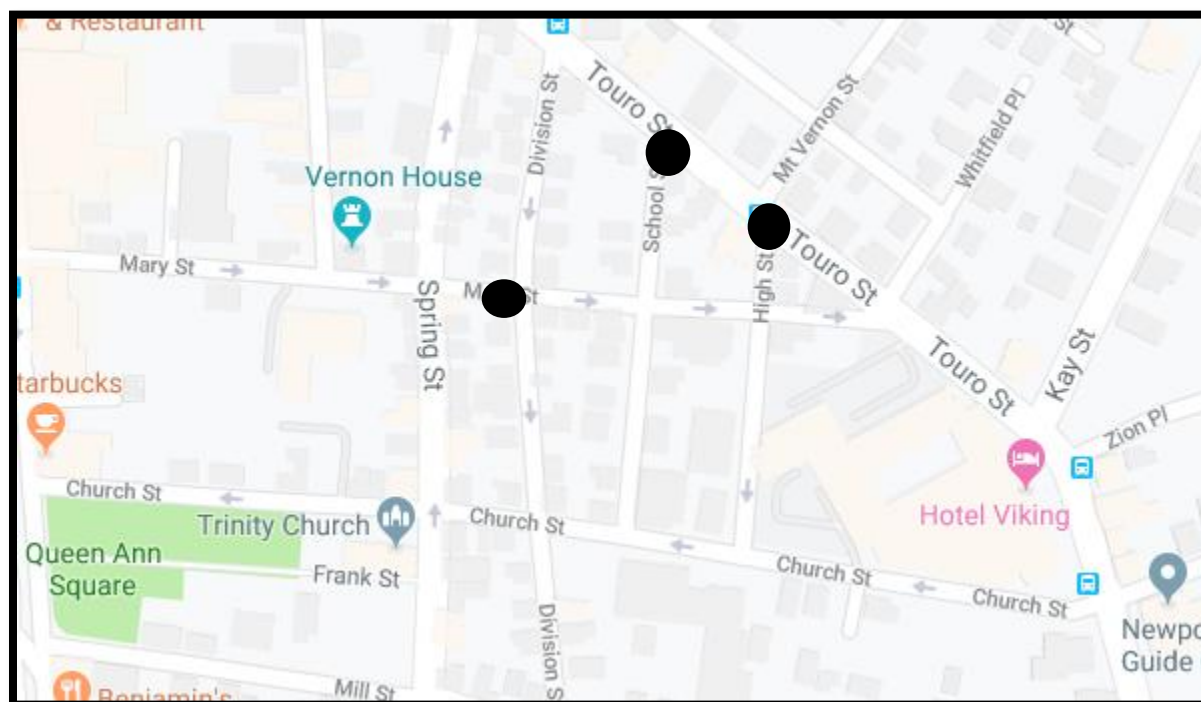 & Restaurant
St
Touro St
Division St
Mt Vernon St
Whitfield Pl
Vernon House
School
Mary St
Touro St
High St
Spring St
Touro St
Kay St
tarbucks
Zion Pl
Church St
Trinity Church
Church St
Hotel Viking
Queen Ann
Square
Frank St
Church St
Church St
Division S
Newpo
Guide
Mill St
Benjamin's